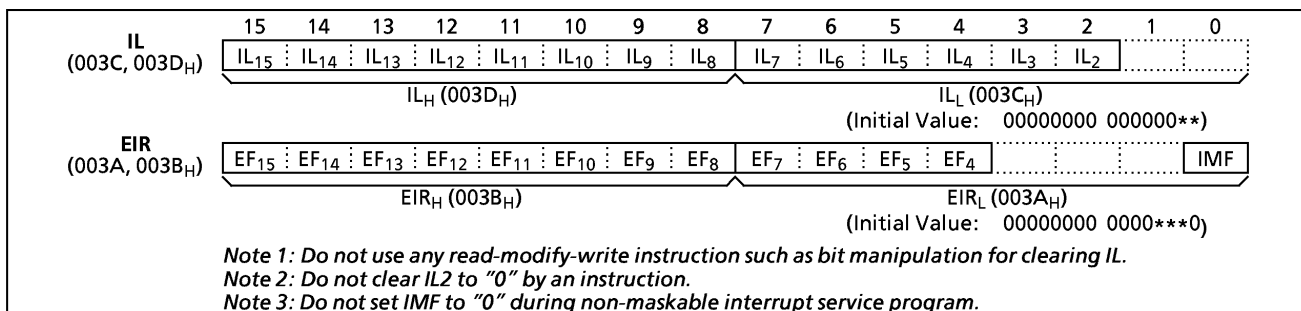 15 14 13 12 11 10 9 8 7 6 5 4 3 2 1 0
IL
(003C, 003DH)
IL15 IL14 IL13 IL12 IL11 IL10 IL9 IL8 IL7 IL6 IL5 IL4 IL3 IL2
ILH (003DH) ILL (003CH)
(Initial Value: 00000000 000000**)
EIR
(003A, 003BH)
EF15 EF14 EF13 EF12 EF11 EF10 EF9 EF8 EF7 EF6 EF5 EF4 IMF
EIRH (003BH) EIRL (003AH)
(Initial Value: 00000000 0000***0)
Note 1: Do not use any read-modify-write instruction such as bit manipulation for clearing IL.
Note 2: Do not clear IL2 to "0" by an instruction.
Note 3: Do not set IMF to "0" during non-maskable interrupt service program.